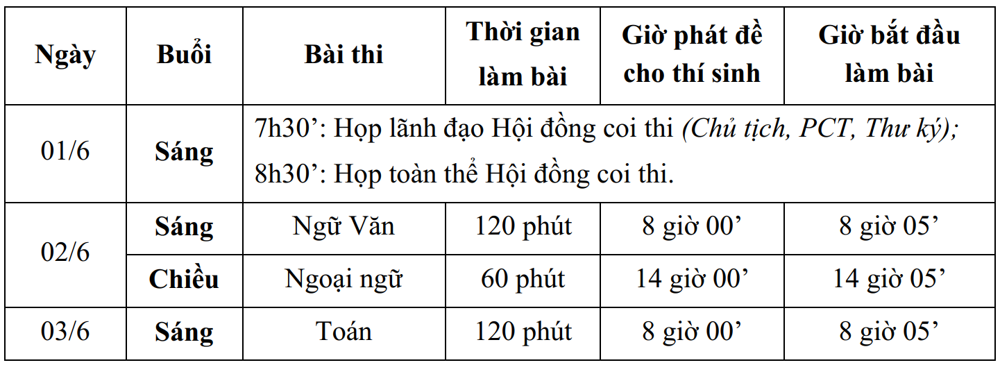 Ngày Buổi Bài thi Thời gian làm bài Giờ phát đề cho thí sinh Giờ bắt đầu làm bài
01/6 Sáng 7h30’: Họp lãnh đạo Hội đồng coi thi (Chủ tịch, PCT, Thư ký);
8h30’: Họp toàn thể Hội đồng coi thi.
02/6 Sáng Ngữ Văn 120 phút 8 giờ 00’ 8 giờ 05’
Chiều Ngoại ngữ 60 phút 14 giờ 00’ 14 giờ 05’
03/6 Sáng Toán 120 phút 8 giờ 00’ 8 giờ 05’